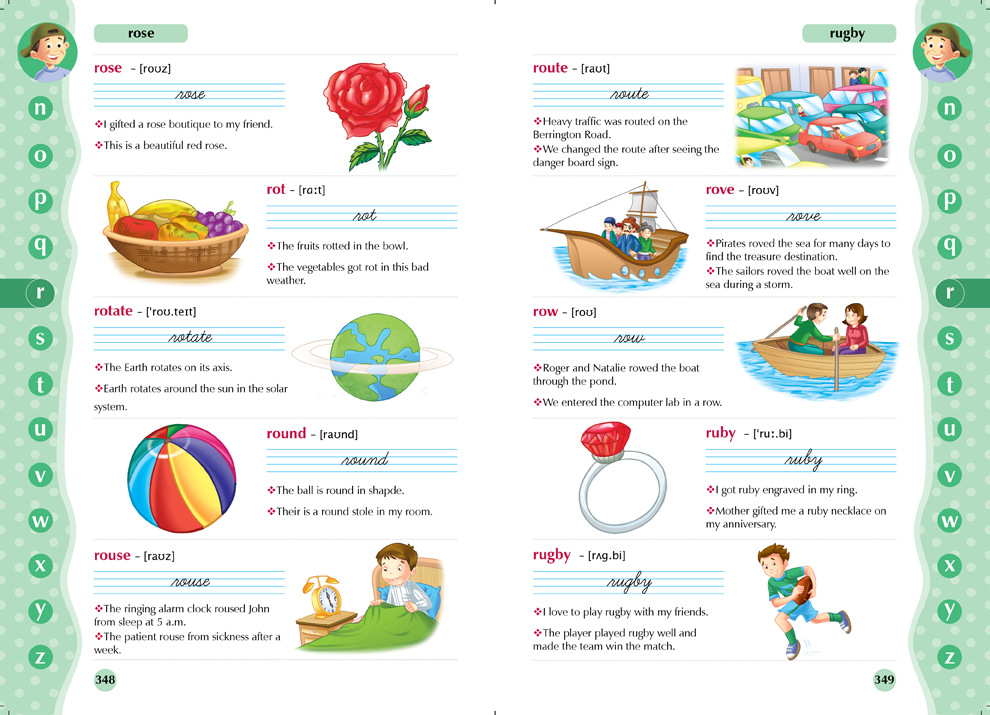 rose
rose – [roʊz]
rose
❖I gifted a rose boutique to my friend.
❖This is a beautiful red rose.
rot – [rɑːt]
rot
❖The fruits rotted in the bowl.
❖The vegetables got rot in this bad
weather.
rotate – ['roʊ.teɪt]
rotate
❖The Earth rotates on its axis.
❖Earth rotates around the sun in the solar
system.
round – [raʊnd]
round
❖The ball is round in shapde.
❖Their is a round stole in my room.
rouse – [raʊz]
rouse
❖The ringing alarm clock roused John
from sleep at 5 a.m.
❖The patient rouse from sickness after a
week.
348
n
o
p
q
r
s
t
u
v
w
x
y
z
rugby
route – [raʊt]
route
❖Heavy traffic was routed on the
Berrington Road.
❖We changed the route after seeing the
danger board sign.
rove – [roʊv]
rove
❖Pirates roved the sea for many days to
find the treasure destination.
❖The sailors roved the boat well on the
sea during a storm.
row – [roʊ]
row
❖Roger and Natalie rowed the boat
through the pond.
❖We entered the computer lab in a row.
ruby – ['ruː.bi]
ruby
❖I got ruby engraved in my ring.
❖Mother gifted me a ruby necklace on
my anniversary.
rugby – [rʌg.bi]
rugby
❖I love to play rugby with my friends.
❖The player played rugby well and
made the team win the match.
349
n
o
p
q
r
s
t
u
v
w
x
y
z